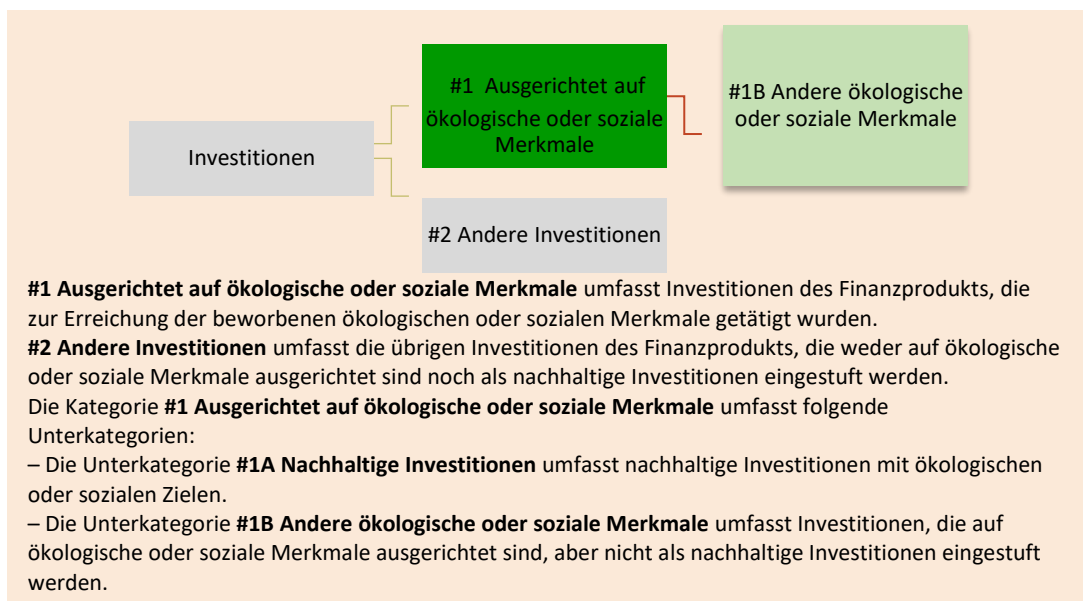 #1 Ausgerichtet auf
ökologische oder soziale
Merkmale
#1B Andere ökologische
oder soziale Merkmale
Investitionen
#2 Andere Investitionen
#1 Ausgerichtet auf ökologische oder soziale Merkmale umfasst Investitionen des Finanzprodukts, die
zur Erreichung der beworbenen ökologischen oder sozialen Merkmale getätigt wurden.
#2 Andere Investitionen umfasst die übrigen Investitionen des Finanzprodukts, die weder auf ökologische
oder soziale Merkmale ausgerichtet sind noch als nachhaltige Investitionen eingestuft werden.
Die Kategorie #1 Ausgerichtet auf ökologische oder soziale Merkmale umfasst folgende
Unterkategorien:
– Die Unterkategorie #1A Nachhaltige Investitionen umfasst nachhaltige Investitionen mit ökologischen
oder sozialen Zielen.
– Die Unterkategorie #1B Andere ökologische oder soziale Merkmale umfasst Investitionen, die auf
ökologische oder soziale Merkmale ausgerichtet sind, aber nicht als nachhaltige Investitionen eingestuft
werden.